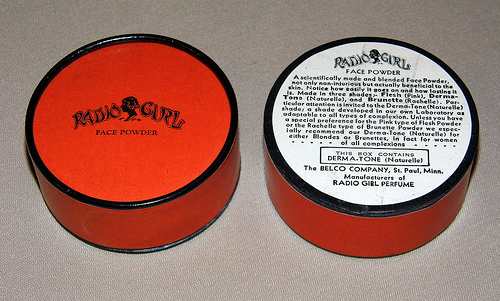 RADIO GIRL
FACE POWDER
RADIO GIRL
FACE POWDER
A scientifically made and blended Face Powder,
not only non-injurious but actually beneficial to the
skin. Notice how easily it goes on and how lasting it
is. Made in three shades, Flesh (Pink), Derma-
Tone (Naturelle), and Brunette (Rachelle). Par-
ticular attention is invited to the Derma-Tone (Naturelle)
shade; a shade developed in our own Laboratory as
adaptable to all types of complexion. Unless you have
a special preference for the Pink type of Flesh Powder
or the Rachelle type of Brunette Powder we espec-
ially recommend our Derma-Tone (Naturelle) for
either Blondes or Brunettes, in fact for women
- - - - - of all complexions - - - - -
THIS BOX CONTAINS
DERMA-TONE (Naturelle)
The BELCO COMPANY, St. Paul, Minn.
Manufacturers of
RADIO GIRL PERFUME